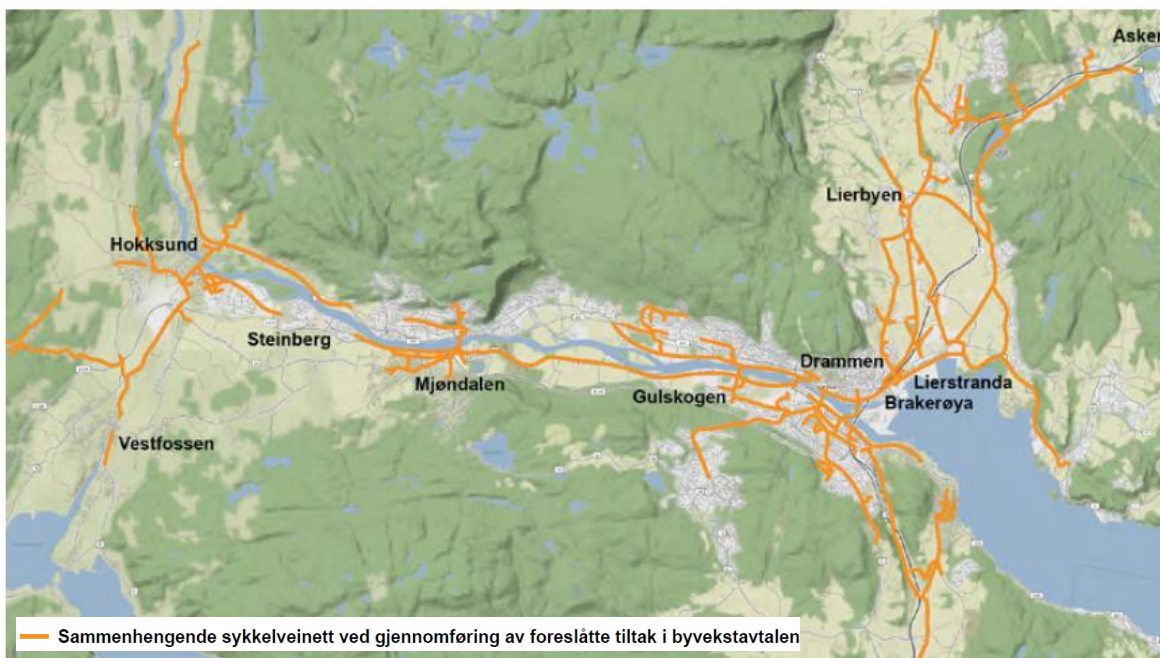 Asker
Lierbyen
Hokksund
Steinberg
Drammen
Mjøndalen
Lierstranda
Gulskogen
Brakerøya
Vestfossen
Sammenhengende sykkelveinett ved gjennomføring av foreslåtte tiltak i byvekstavtalen